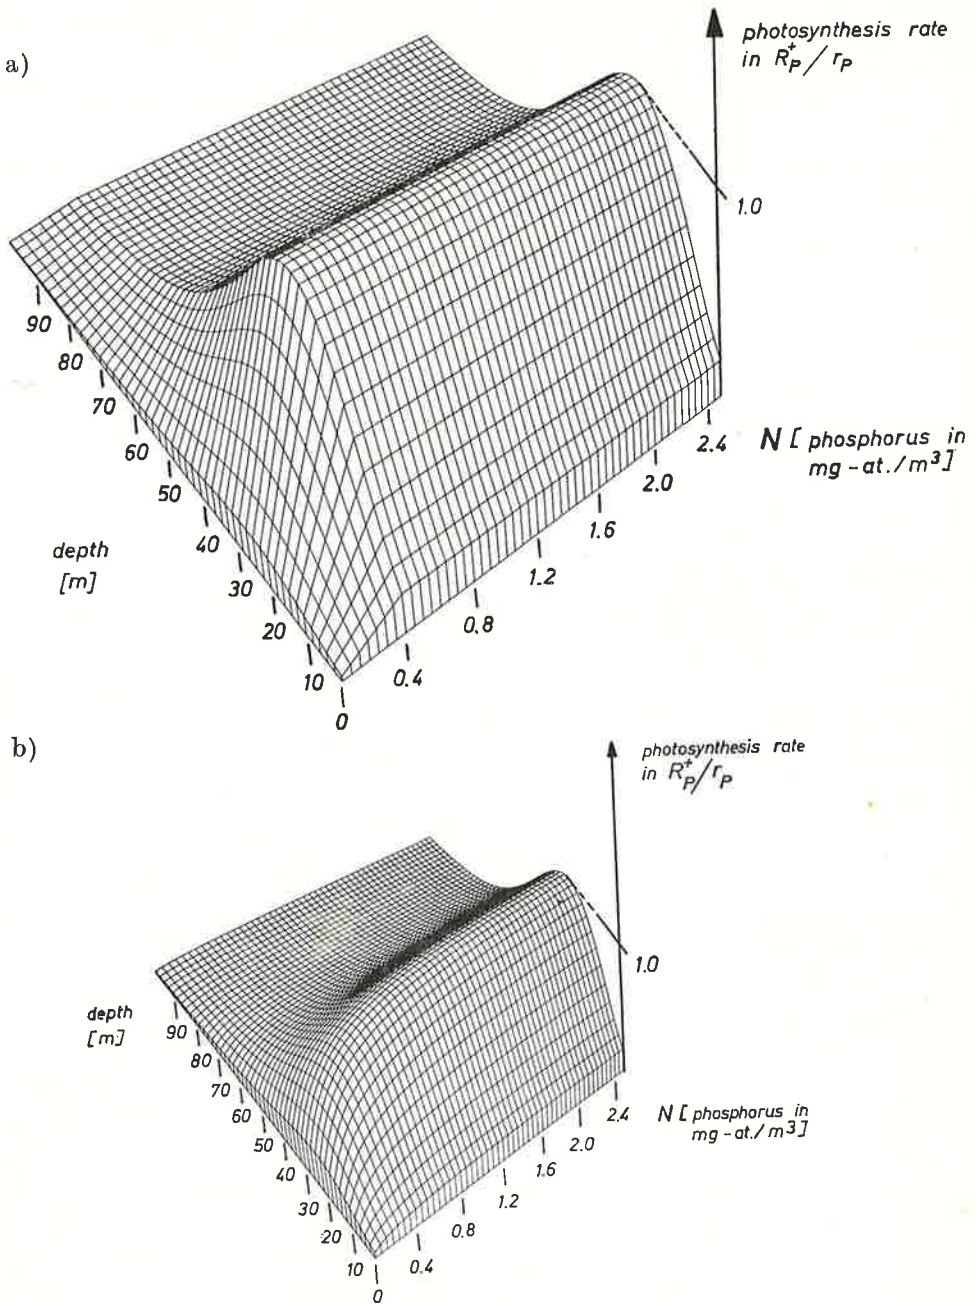 a)
photosynthesis rate
in R⁺P/rP
1.0
90
80
70
60
50
40
30
20
10
0
depth
[m]
0.4
0.8
1.2
1.6
2.0
2.4
N [phosphorus in
mg-at./m³]
b)
photosynthesis rate
in R⁺P/rP
1.0
depth
[m]
90
80
70
60
50
40
30
20
10
0
0.4
0.8
1.2
1.6
2.0
2.4
N [phosphorus in
mg-at./m³]